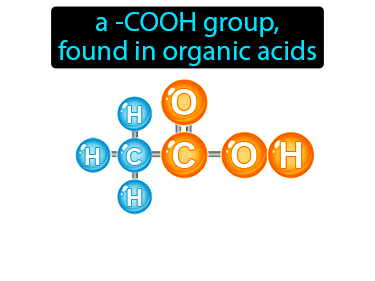 a -COOH group,
found in organic acids
H O
H C C O H
H